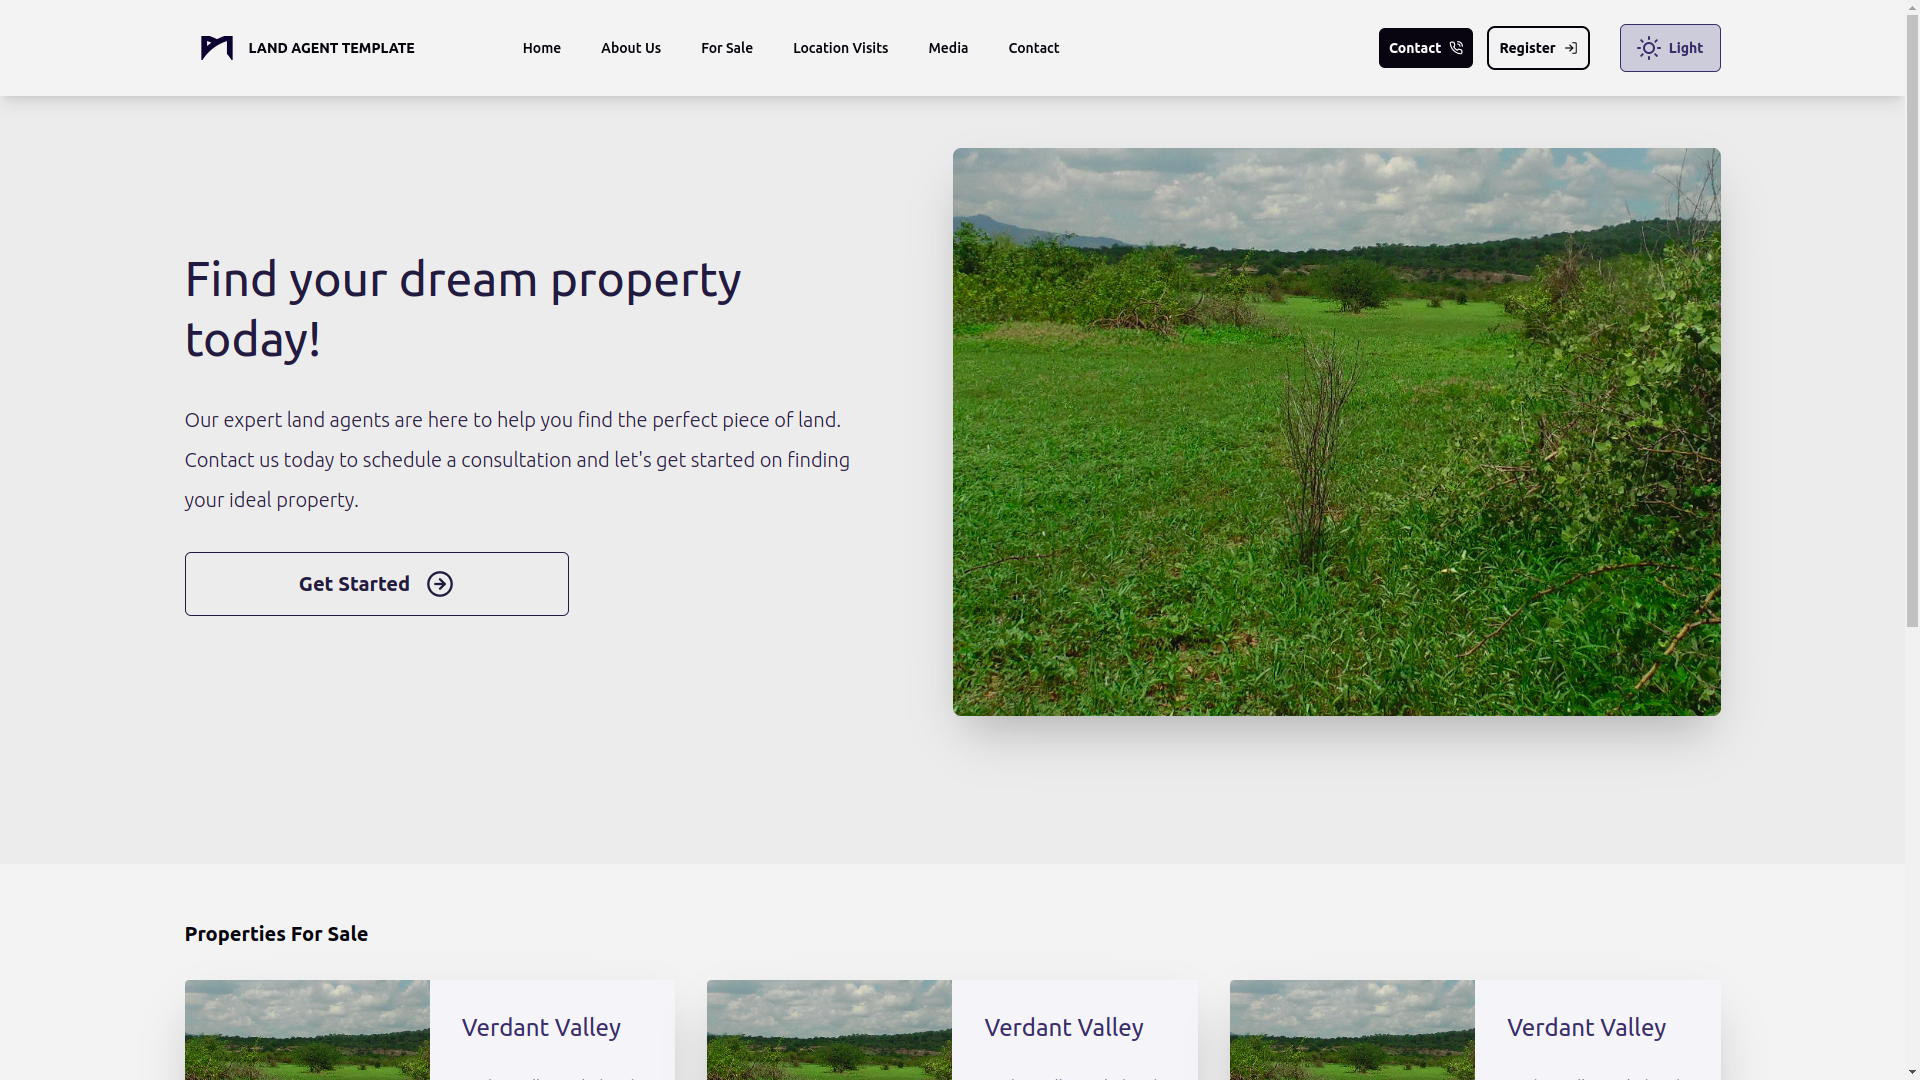 LAND AGENT TEMPLATE
Home
About Us
For Sale
Location Visits
Media
Contact
Contact
Register
Light
Find your dream property
today!
Our expert land agents are here to help you find the perfect piece of land.
Contact us today to schedule a consultation and let's get started on finding
your ideal property.
Get Started
Properties For Sale
Verdant Valley
Verdant Valley
Verdant Valley